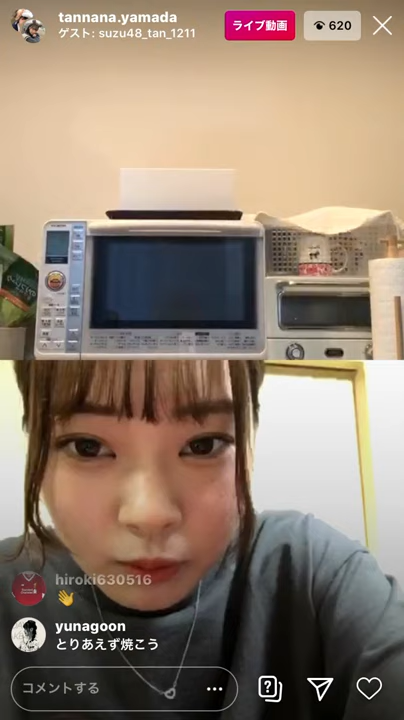 tannana.yamada
ゲスト: suzu48_tan_1211
ライブ動画
620
hiroki630516
👋
yunagoon
とりあえず焼こう
コメントする